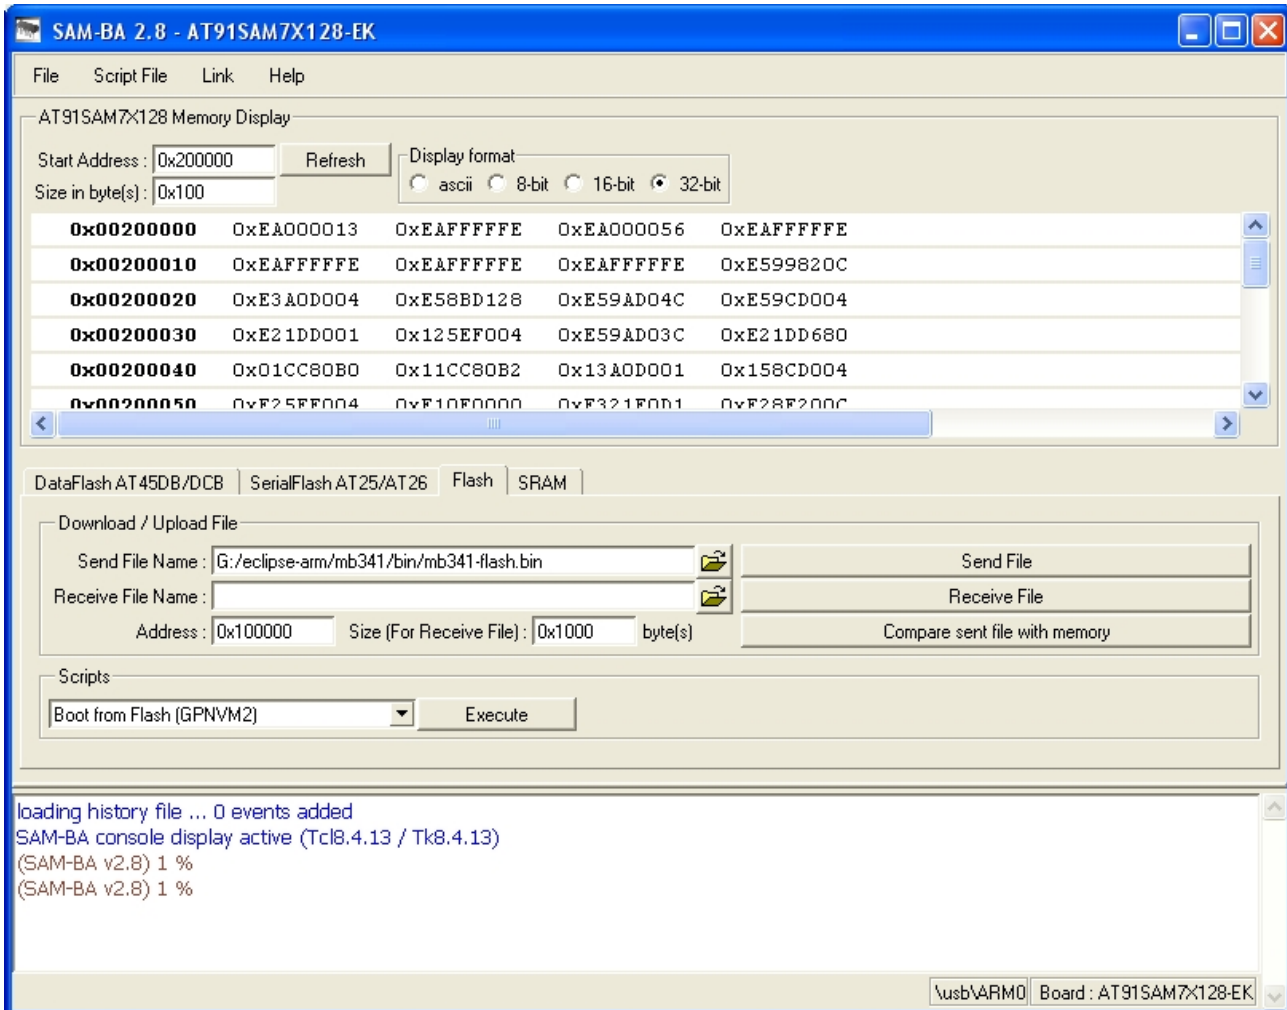 SAM-BA 2.8 - AT91SAM7X128-EK
File Script File Link Help
AT91SAM7X128 Memory Display
Start Address : 0x200000 Refresh
Size in byte(s) : 0x100
Display format
ascii 8-bit 16-bit 32-bit
0x00200000 0xEA000013 0xEAFFFFFE 0xEA000056 0xEAFFFFFE
0x00200010 0xEAFFFFFE 0xEAFFFFFE 0xEAFFFFFE 0xE599820C
0x00200020 0xE3A0D004 0xE58BD128 0xE59AD04C 0xE59CD004
0x00200030 0xE21DD001 0x125EF004 0xE59AD03C 0xE21DD680
0x00200040 0x01CC80B0 0x11CC80B2 0x13A0D001 0x158CD004
0x00200050 0xE25EF004 0xE10F0000 0xE321F0D1 0xE28F200C
DataFlash AT45DB/DCB SerialFlash AT25/AT26 Flash SRAM
Download / Upload File
Send File Name : G:/eclipse-arm/mb341/bin/mb341-flash.bin Send File
Receive File Name : Receive File
Address : 0x100000 Size (For Receive File) : 0x1000 byte(s) Compare sent file with memory
Scripts
Boot from Flash (GPNVM2) Execute
loading history file ... 0 events added
SAM-BA console display active (Tcl8.4.13 / Tk8.4.13)
(SAM-BA v2.8) 1 %
(SAM-BA v2.8) 1 %
\usb\ARM0 Board : AT91SAM7X128-EK